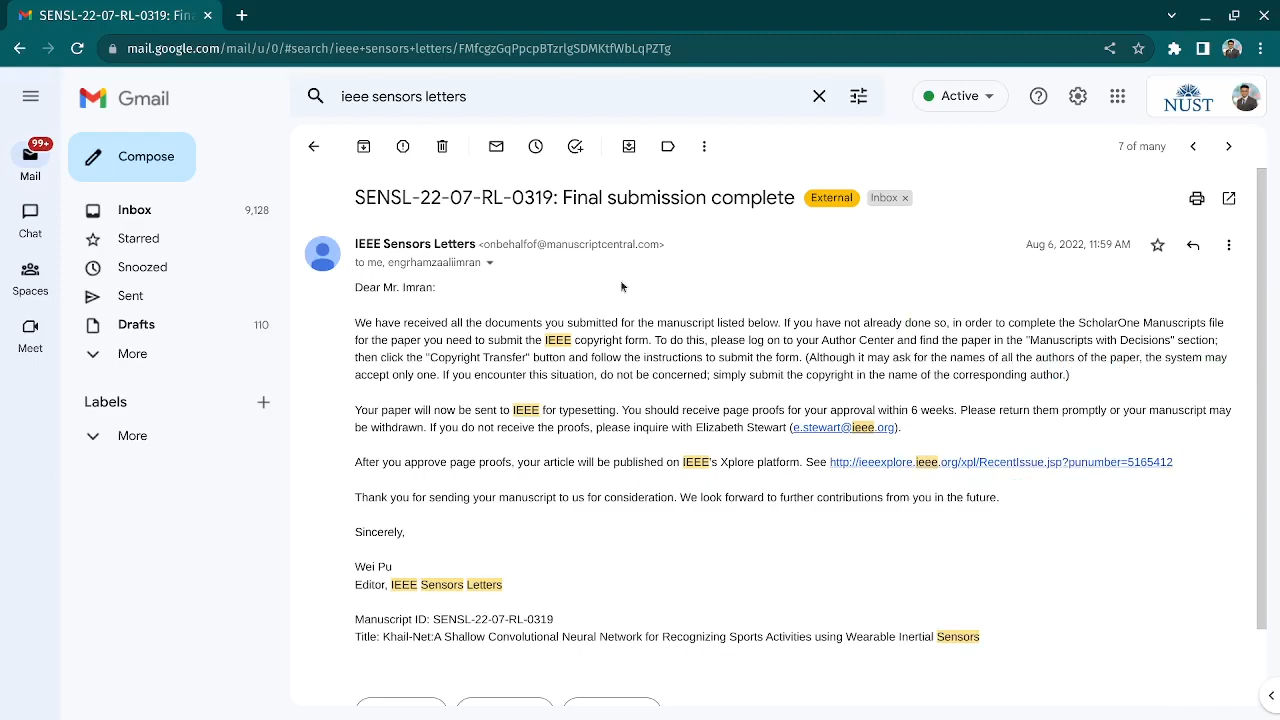 SENSL-22-07-RL-0319: Fin
mail.google.com/mail/u/0/#search/ieee+sensors+letters/FMfcgzGqPpcpBTzrlgSDMKtfWbLqPZTg
Gmail
ieee sensors letters
Active
NUST
99+
Mail
Chat
Spaces
Meet
Compose
Inbox 9,128
Starred
Snoozed
Sent
Drafts 110
More
Labels
More
7 of many
SENSL-22-07-RL-0319: Final submission complete External Inbox
IEEE Sensors Letters <onbehalfof@manuscriptcentral.com> Aug 6, 2022, 11:59 AM
to me, engrhamzaaliimran
Dear Mr. Imran:
We have received all the documents you submitted for the manuscript listed below. If you have not already done so, in order to complete the ScholarOne Manuscripts file
for the paper you need to submit the IEEE copyright form. To do this, please log on to your Author Center and find the paper in the "Manuscripts with Decisions" section;
then click the "Copyright Transfer" button and follow the instructions to submit the form. (Although it may ask for the names of all the authors of the paper, the system may
accept only one. If you encounter this situation, do not be concerned; simply submit the copyright in the name of the corresponding author.)
Your paper will now be sent to IEEE for typesetting. You should receive page proofs for your approval within 6 weeks. Please return them promptly or your manuscript may
be withdrawn. If you do not receive the proofs, please inquire with Elizabeth Stewart (e.stewart@ieee.org).
After you approve page proofs, your article will be published on IEEE's Xplore platform. See http://ieeexplore.ieee.org/xpl/RecentIssue.jsp?punumber=5165412
Thank you for sending your manuscript to us for consideration. We look forward to further contributions from you in the future.
Sincerely,
Wei Pu
Editor, IEEE Sensors Letters
Manuscript ID: SENSL-22-07-RL-0319
Title: Khail-Net:A Shallow Convolutional Neural Network for Recognizing Sports Activities using Wearable Inertial Sensors